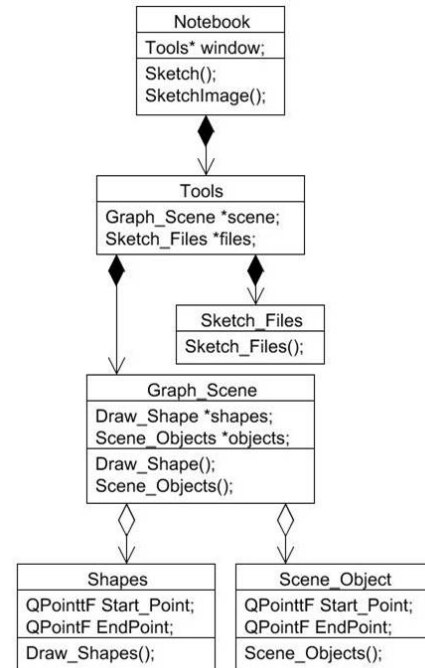 Notebook
Tools* window;
Sketch();
SketchImage();
Tools
Graph_Scene *scene;
Sketch_Files *files;
Sketch_Files
Sketch_Files();
Graph_Scene
Draw_Shape *shapes;
Scene_Objects *objects;
Draw_Shape();
Scene_Objects();
Shapes
QPointtF Start_Point;
QPointF EndPoint;
Draw_Shapes();
Scene_Object
QPointtF Start_Point;
QPointF EndPoint;
Scene_Objects();